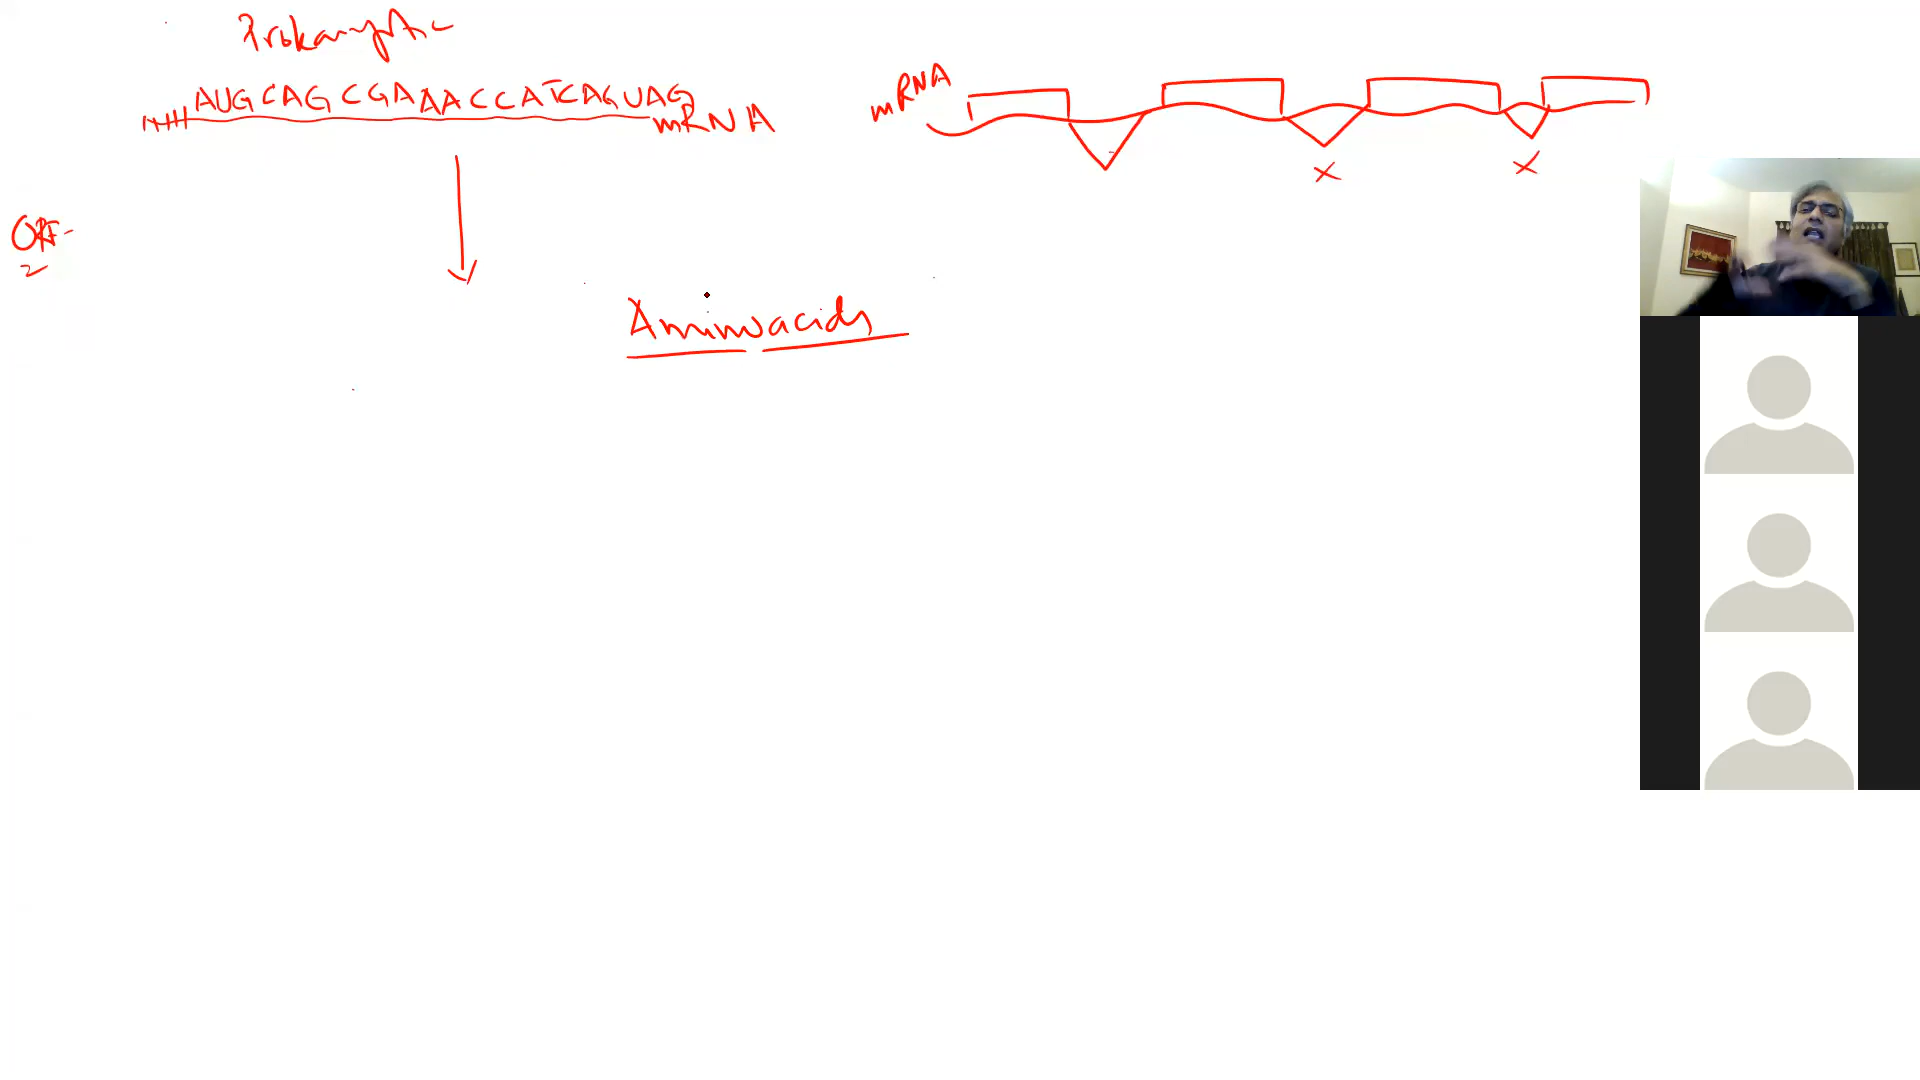 Prokaryotic
AUGCAGCGAAACCATCAGUAG
mRNA
mRNA
x
x
ORF
Aminoacids